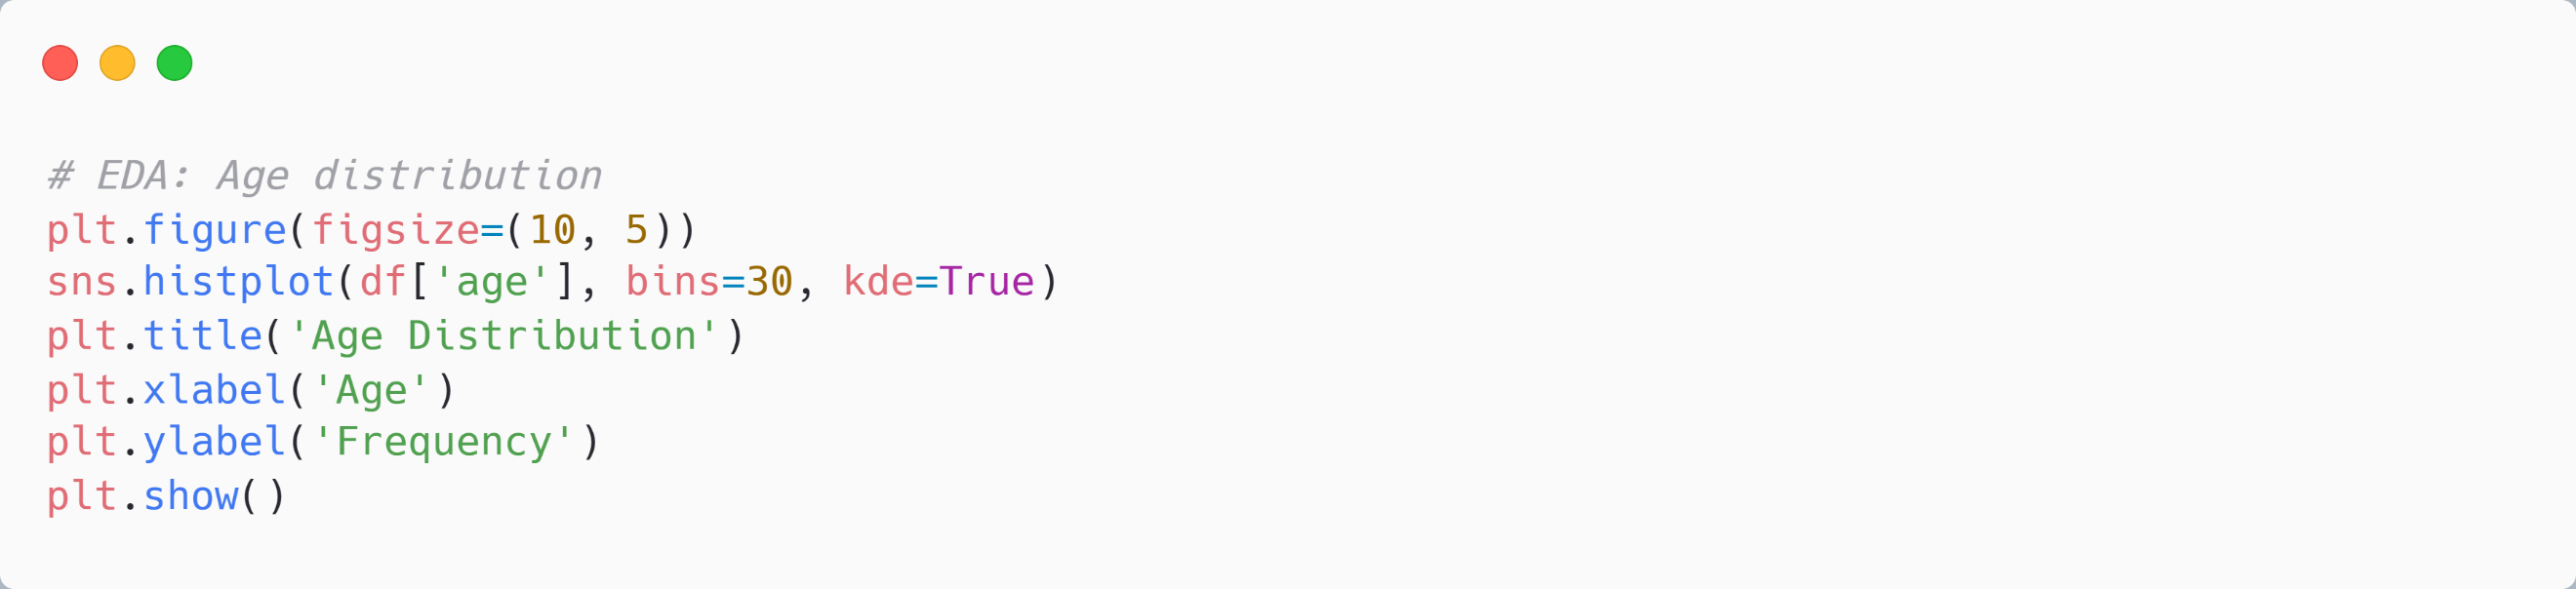 # EDA: Age distribution
plt.figure(figsize=(10, 5))
sns.histplot(df['age'], bins=30, kde=True)
plt.title('Age Distribution')
plt.xlabel('Age')
plt.ylabel('Frequency')
plt.show()